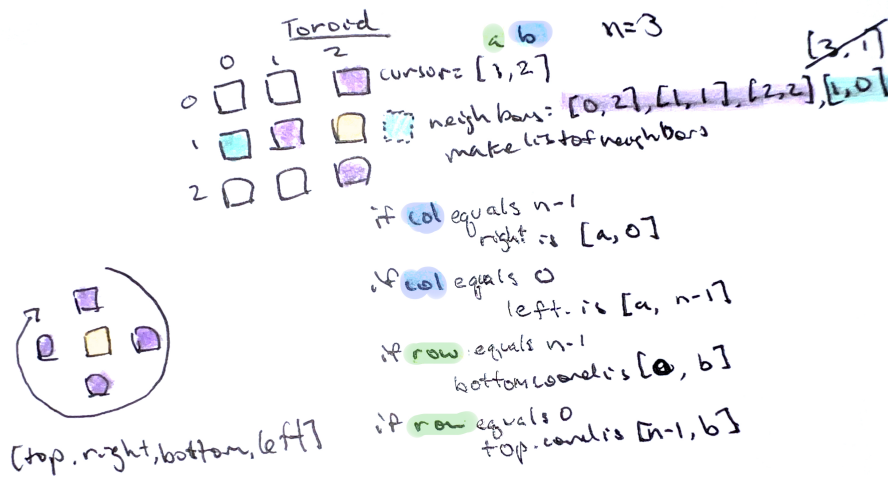 Toroid
a b n=3
0 1 2 [3,1]
0 cursor= [1,2]
1 neighbors= [0,2],[1,1],[2,2],[1,0]
make list of neighbors
2
if col equals n-1
right is [a,0]
if col equals 0
left. is [a, n-1]
if row equals n-1
bottom coord is [0, b]
if row equals 0
top. coord is [n-1, b]
[top, right, bottom, left]